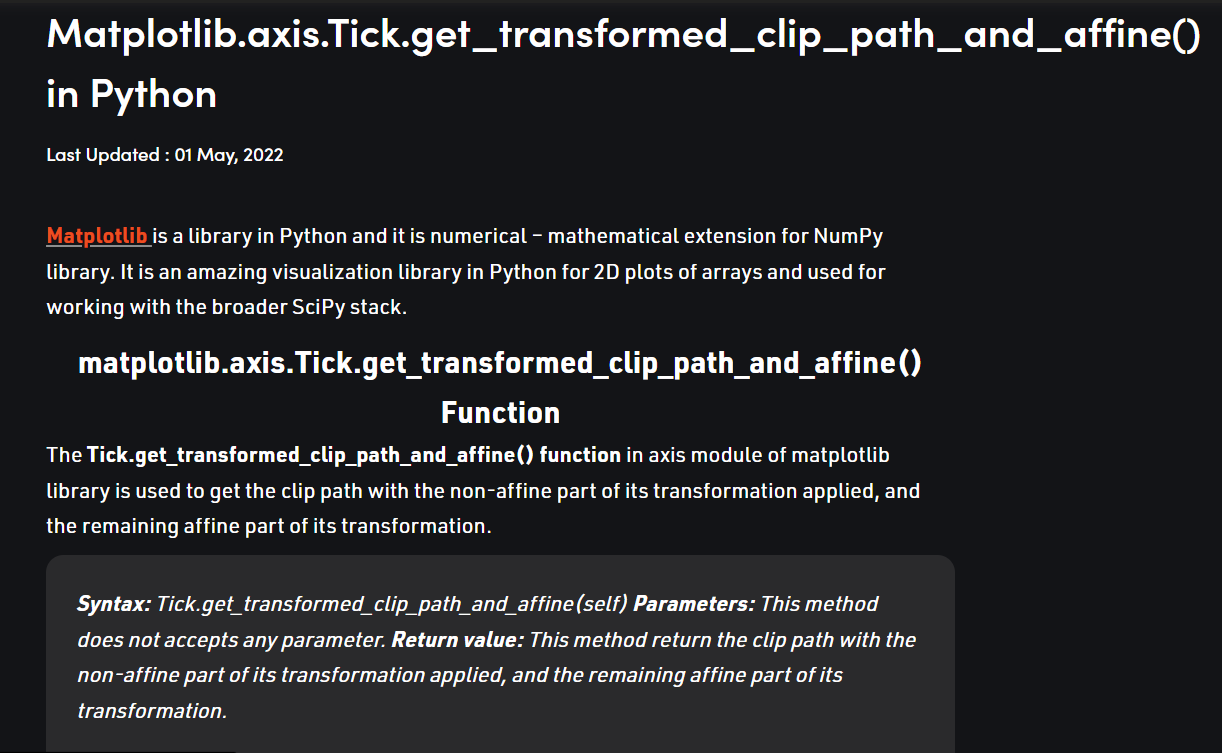 Matplotlib.axis.Tick.get_transformed_clip_path_and_affine()
in Python
Last Updated : 01 May, 2022
Matplotlib is a library in Python and it is numerical – mathematical extension for NumPy
library. It is an amazing visualization library in Python for 2D plots of arrays and used for
working with the broader SciPy stack.
matplotlib.axis.Tick.get_transformed_clip_path_and_affine()
Function
The Tick.get_transformed_clip_path_and_affine() function in axis module of matplotlib
library is used to get the clip path with the non-affine part of its transformation applied, and
the remaining affine part of its transformation.
Syntax: Tick.get_transformed_clip_path_and_affine(self) Parameters: This method
does not accepts any parameter. Return value: This method return the clip path with the
non-affine part of its transformation applied, and the remaining affine part of its
transformation.